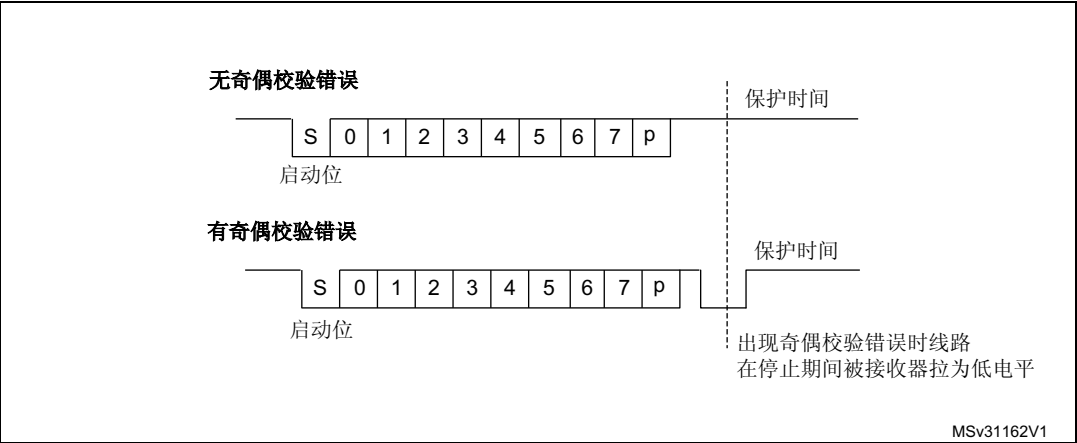 无奇偶校验错误
保护时间
S 0 1 2 3 4 5 6 7 p
启动位
有奇偶校验错误
保护时间
S 0 1 2 3 4 5 6 7 p
启动位
出现奇偶校验错误时线路
在停止期间被接收器拉为低电平
MSv31162V1